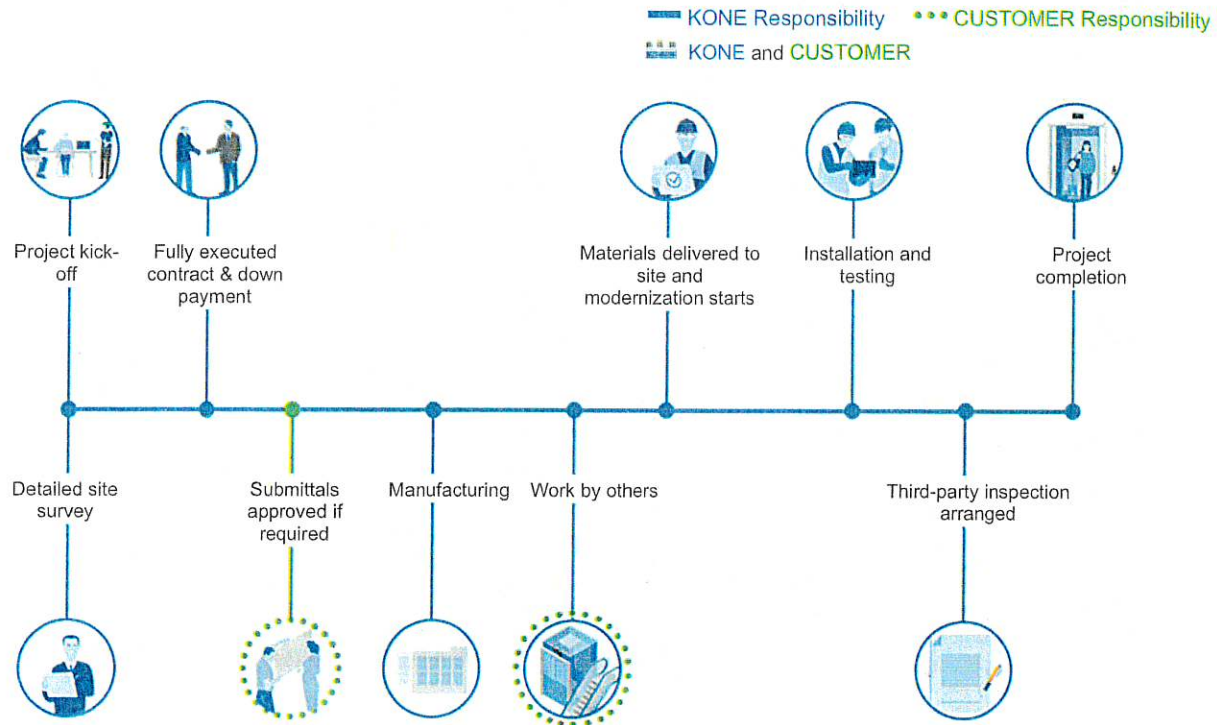 KONE Responsibility
CUSTOMER Responsibility
KONE and CUSTOMER
Project kick-
off
Fully executed
contract & down
payment
Materials delivered to
site and
modernization starts
Installation and
testing
Project
completion
Detailed site
survey
Submittals
approved if
required
Manufacturing
Work by others
Third-party inspection
arranged